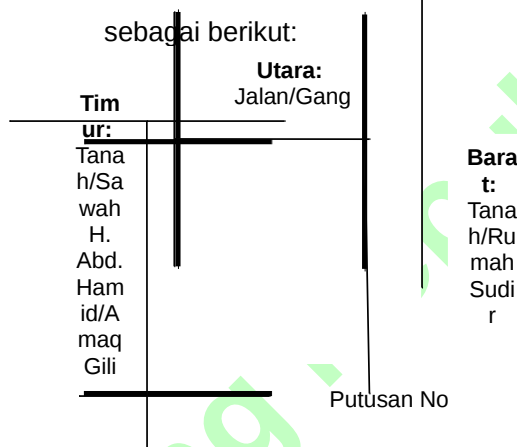 sebagai berikut:
Utara:
Jalan/Gang
Tim
ur:
Tana
h/Sa
wah
H.
Abd.
Ham
id/A
maq
Gili
Bara
t:
Tana
h/Ru
mah
Sudi
r
Putusan No